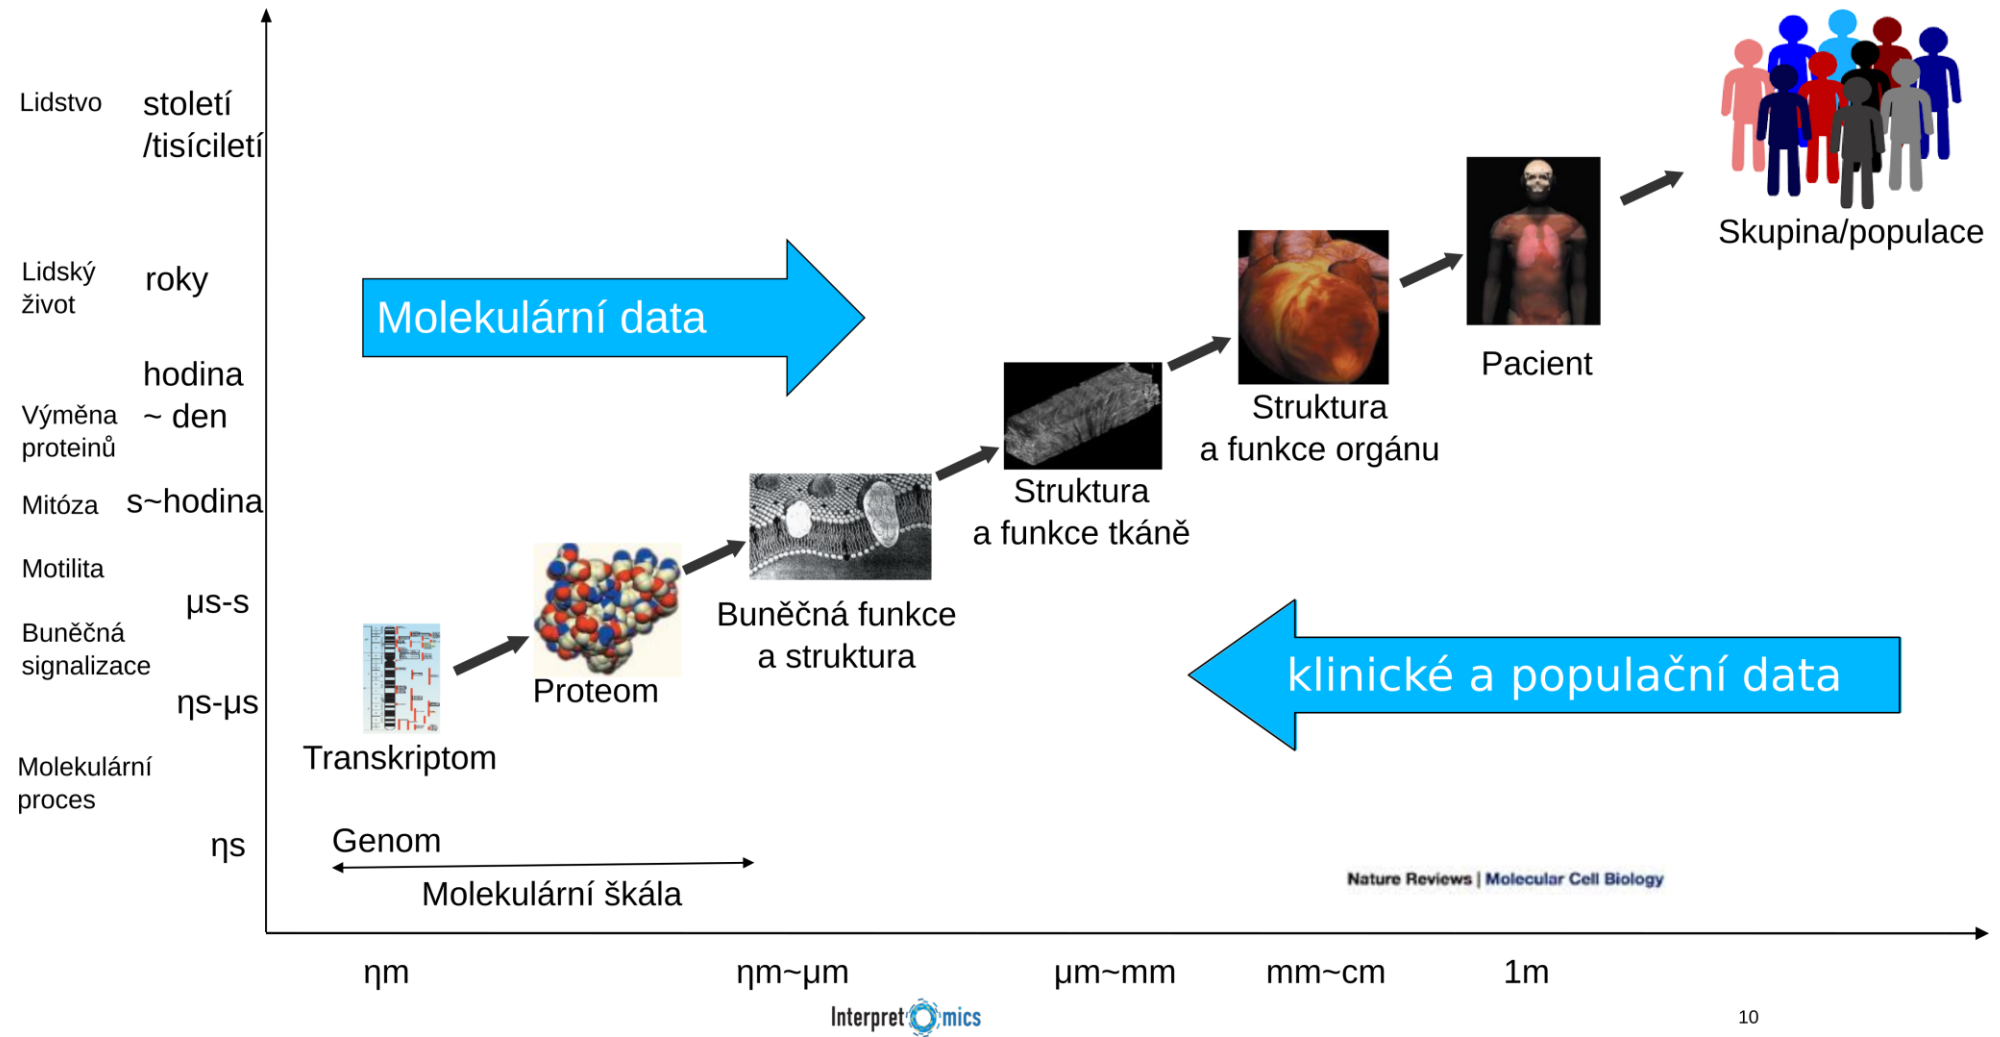 Lidstvo
století
/tisíciletí
Lidský
život
roky
hodina
~ den
Výměna
proteinů
Mitóza
s~hodina
Motilita
μs-s
Buněčná
signalizace
ηs-μs
Molekulární
proces
ηs
Molekulární data
Skupina/populace
Pacient
Struktura
a funkce orgánu
Struktura
a funkce tkáně
Buněčná funkce
a struktura
Proteom
Transkriptom
klinické a populační data
Genom
Molekulární škála
Nature Reviews | Molecular Cell Biology
ηm
ηm~μm
μm~mm
mm~cm
1m
Interpretomics
10